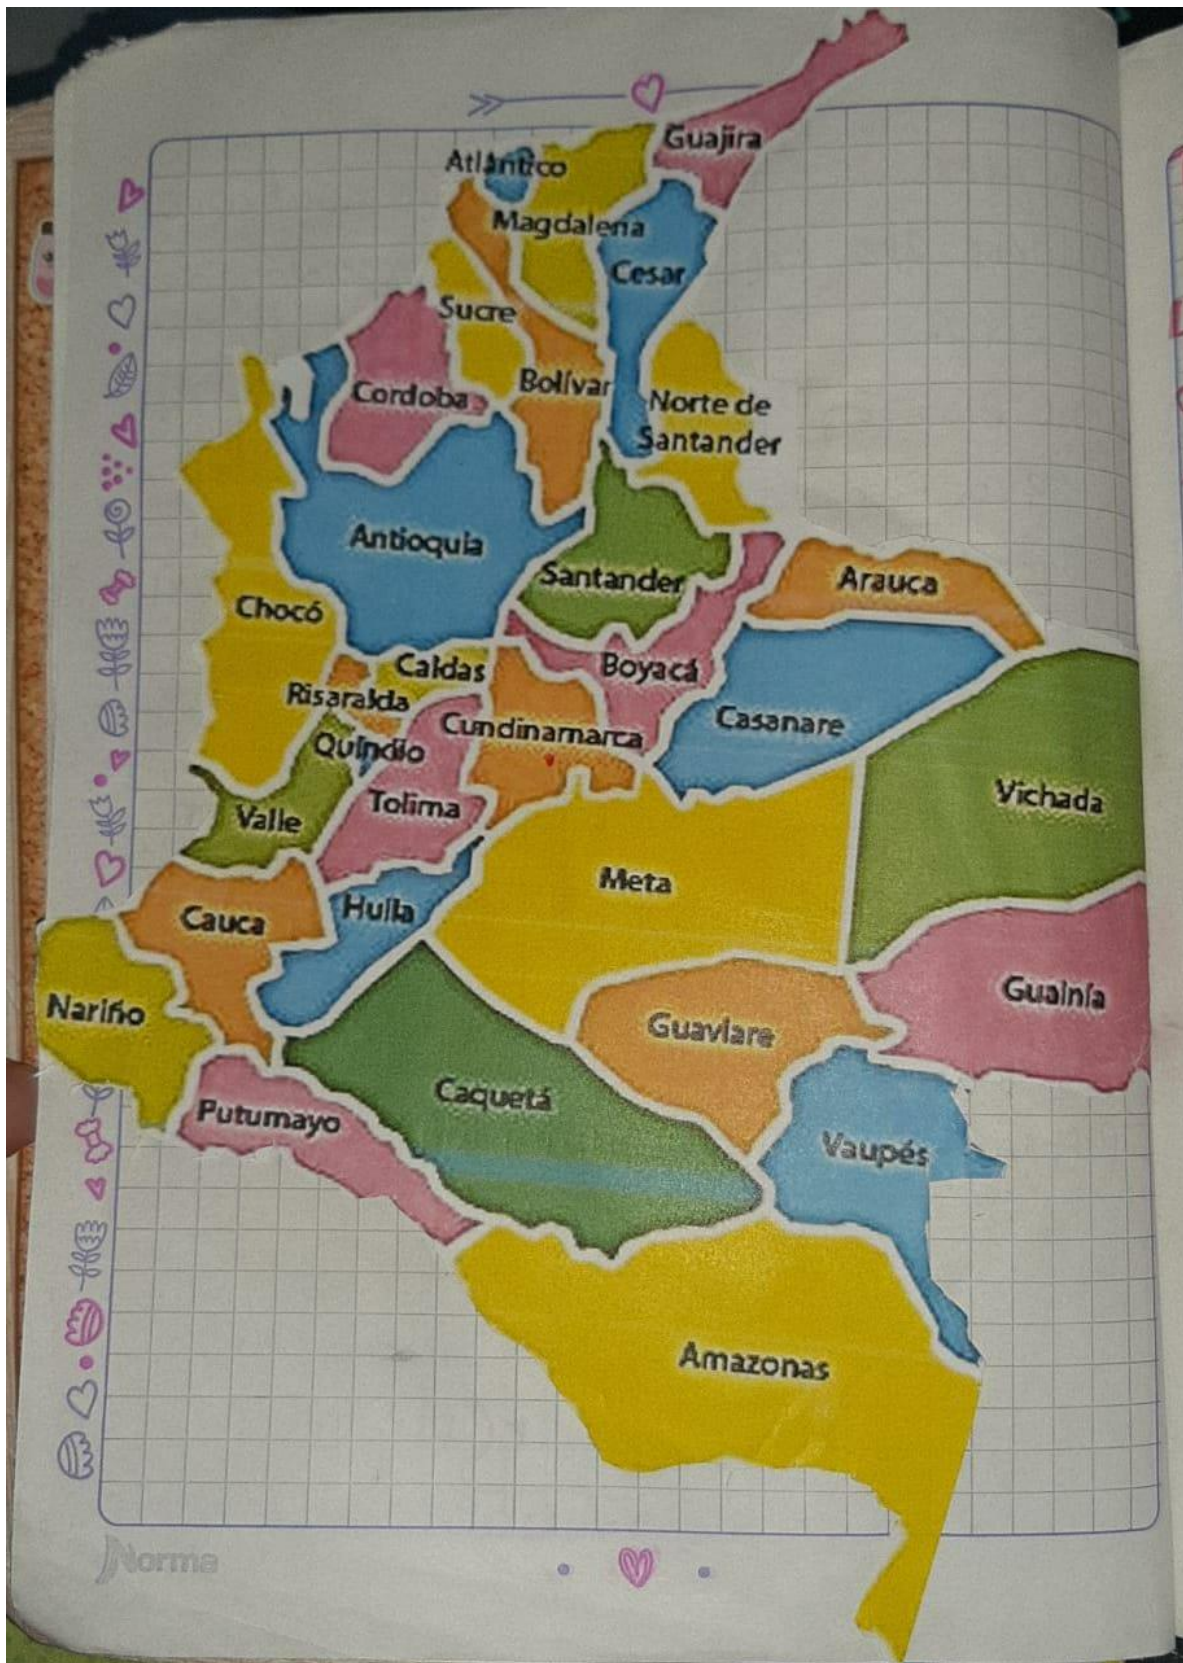 Guajira
Atlántico
Magdalena
Cesar
Sucre
Bolívar
Cordoba
Norte de
Santander
Antioquia
Santander
Arauca
Chocó
Boyacá
Caldas
Risaralda
Cundinamarca
Casanare
Quindio
Vichada
Tolima
Valle
Meta
Huila
Cauca
Guainía
Nariño
Guaviare
Caquetá
Putumayo
Vaupés
Amazonas
Norma